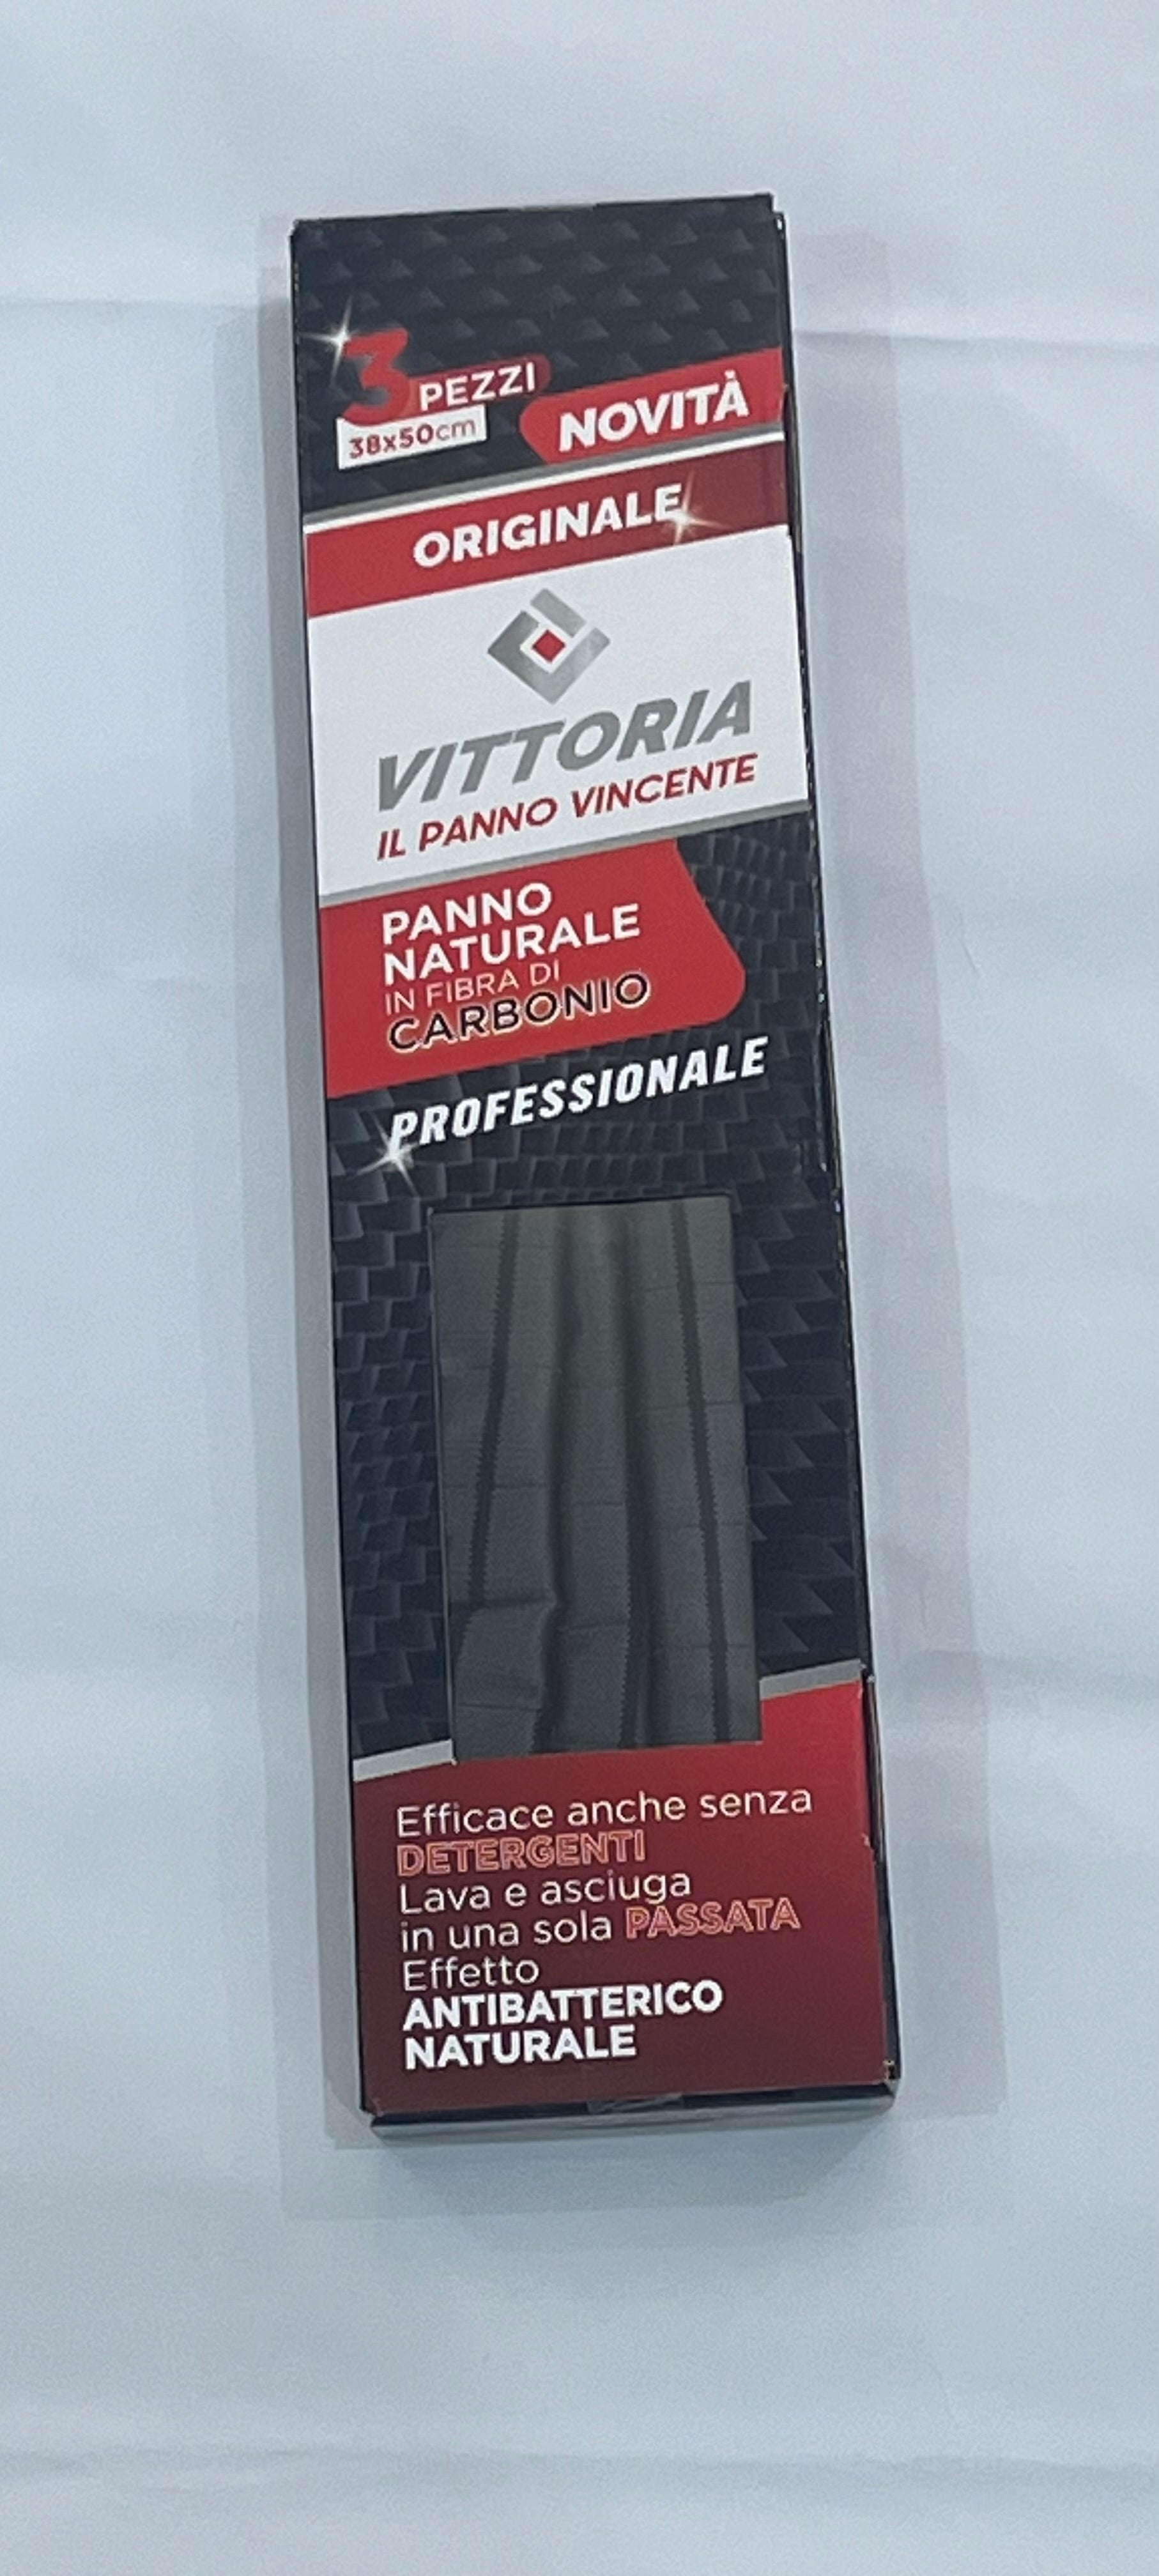 3 PEZZI
38x50cm
NOVITÀ
ORIGINALE
VITTORIA
IL PANNO VINCENTE
PANNO
NATURALE
IN FIBRA DI
CARBONIO
PROFESSIONALE
Efficace anche senza
DETERGENTI
Lava e asciuga
in una sola PASSATA
Effetto
ANTIBATTERICO
NATURALE